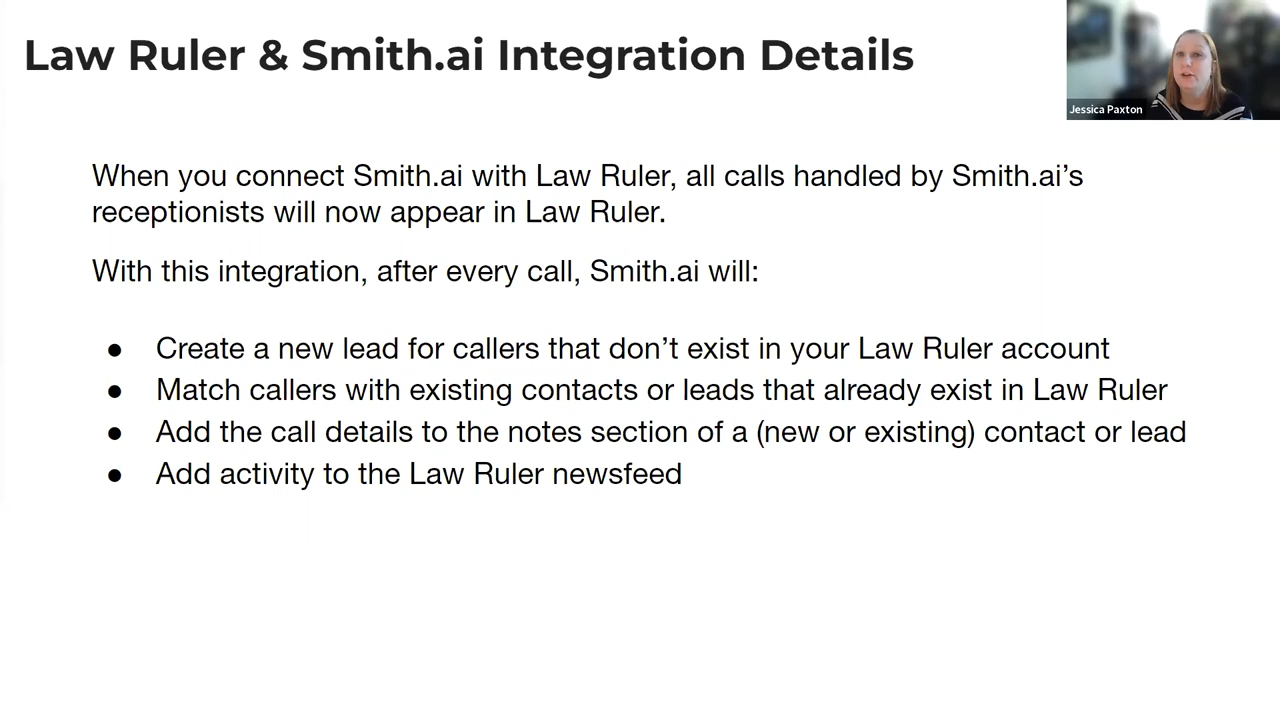 Law Ruler & Smith.ai Integration Details
Jessica Paxton
When you connect Smith.ai with Law Ruler, all calls handled by Smith.ai’s
receptionists will now appear in Law Ruler.
With this integration, after every call, Smith.ai will:
● Create a new lead for callers that don’t exist in your Law Ruler account
● Match callers with existing contacts or leads that already exist in Law Ruler
● Add the call details to the notes section of a (new or existing) contact or lead
● Add activity to the Law Ruler newsfeed